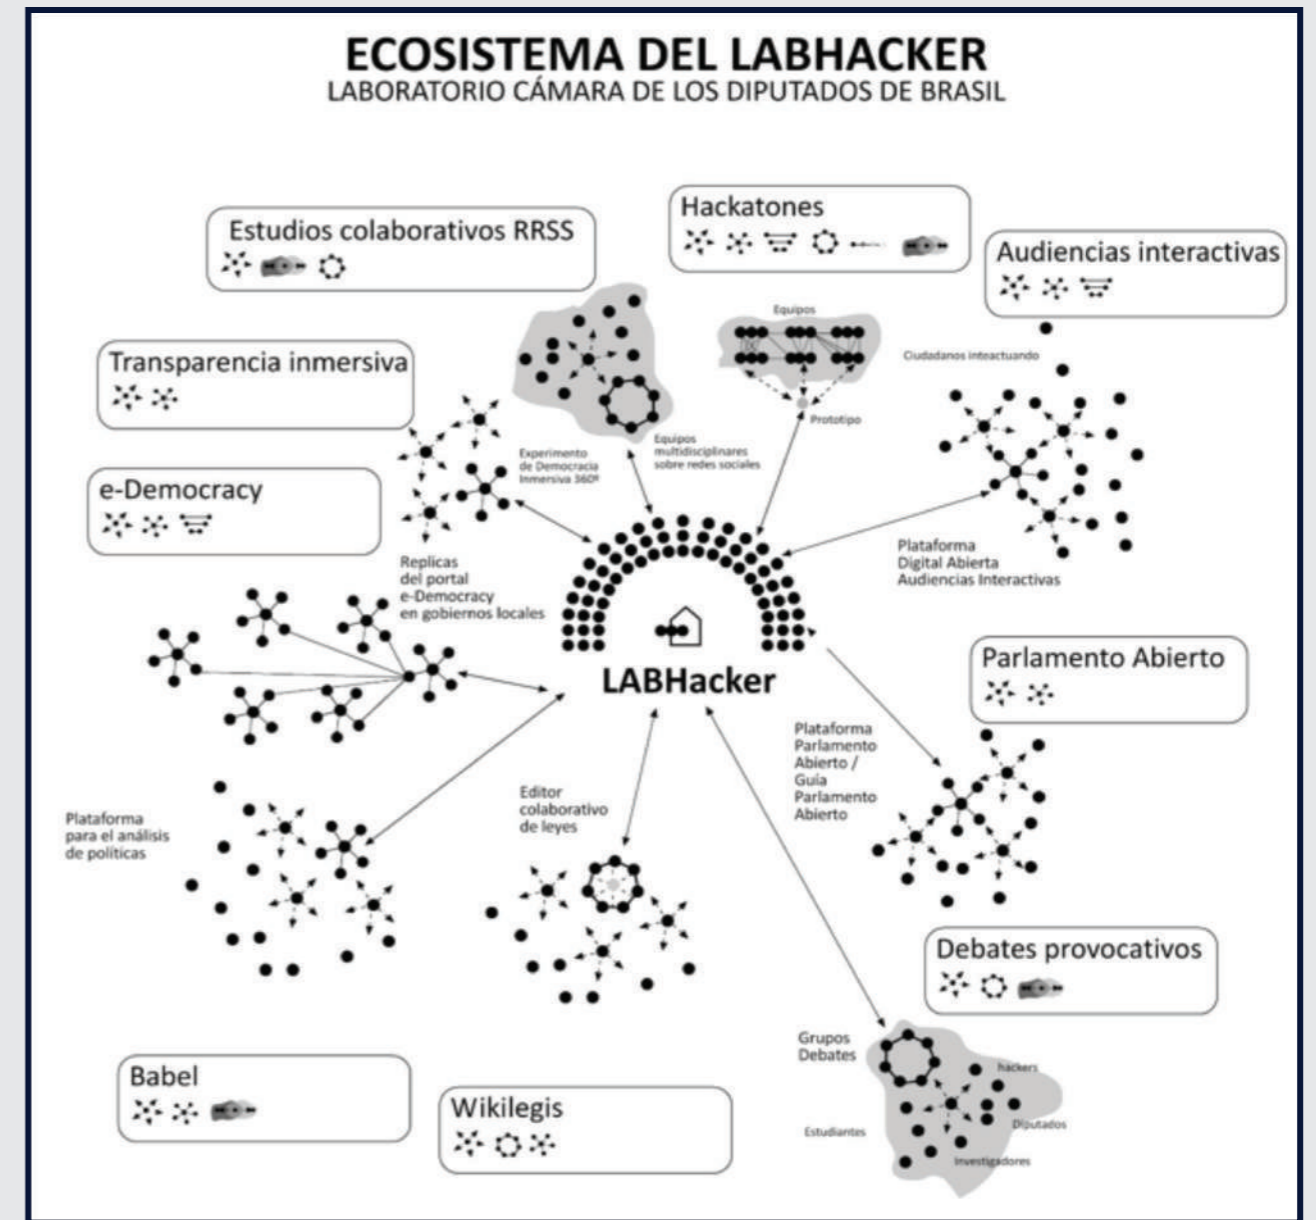 ECOSISTEMA DEL LABHACKER
LABORATORIO CÁMARA DE LOS DIPUTADOS DE BRASIL
Estudios colaborativos RRSS
Hackatones
Audiencias interactivas
Transparencia inmersiva
e-Democracy
Equipos
Prototipo
Ciudadanos inteactuando
Experimento
de Democracia
Inmersiva 360º
Equipos
multidisciplinares
sobre redes sociales
Replicas
del portal
e-Democracy
en gobiernos locales
Plataforma
Digital Abierta
Audiencias Interactivas
LABHacker
Parlamento Abierto
Plataforma
Parlamento
Abierto /
Guía
Parlamento
Abierto
Editor
colaborativo
de leyes
Plataforma
para el análisis
de políticas
Debates provocativos
Grupos
Debates
hackers
Diputados
Estudiantes
Investigadores
Babel
Wikilegis